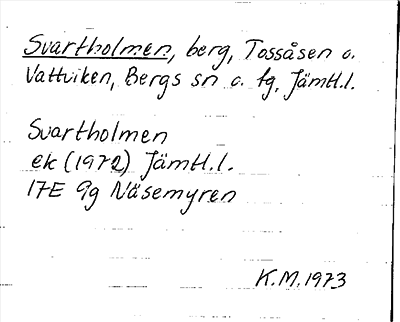 Svartholmen, berg, Tossåsen o.
Vattviken, Bergs sn o. tg, Jämtl.l.
Svartholmen
ek (1972) Jämtl.l.
17E 9g Näsemyren
K.M. 1973